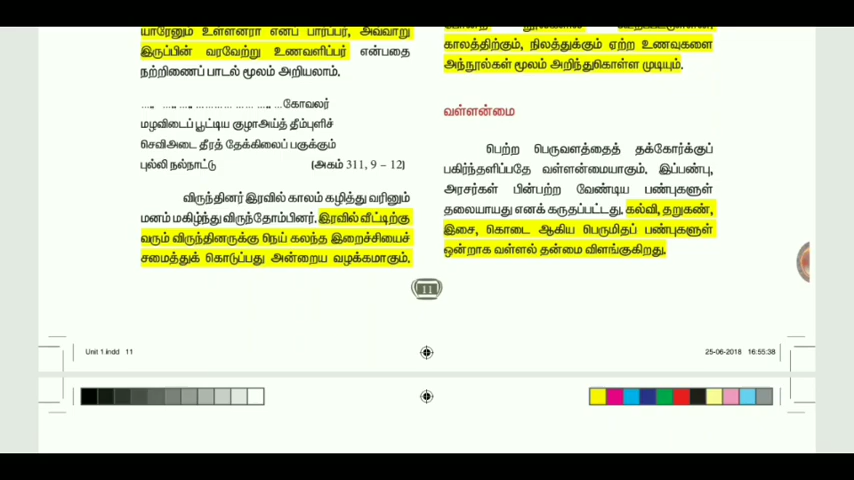 யாரேனும் உள்ளனரா எனப் பார்ப்பர், அவ்வாறு
இருப்பின் வரவேற்று உணவளிப்பர் என்பதை
நற்றிணைப் பாடல் மூலம் அறியலாம்.
..... ..... ..... ............ ..... ..... ...கோவலர்
மழவிடைப் பூட்டிய குழாஅய்த் தீம்புளிச்
செவிஅடை தீரத் தேக்கிலைப் பகுக்கும்
புல்லி நல்நாட்டு (அகம் 311, 9 – 12)
விருந்தினர் இரவில் காலம் கழித்து வரினும்
மனம் மகிழ்ந்து விருந்தோம்பினர். இரவில் வீட்டிற்கு
வரும் விருந்தினருக்கு நெய் கலந்த இறைச்சியைச்
சமைத்துக் கொடுப்பது அன்றைய வழக்கமாகும்.
காலத்திற்கும், நிலத்துக்கும் ஏற்ற உணவுகளை
அந்நூல்கள் மூலம் அறிந்துகொள்ள முடியும்.
வள்ளன்மை
பெற்ற பெருவளத்தைத் தக்கோர்க்குப்
பகிர்ந்தளிப்பதே வள்ளன்மையாகும். இப்பண்பு,
அரசர்கள் பின்பற்ற வேண்டிய பண்புகளுள்
தலையாயது எனக் கருதப்பட்டது. கல்வி, தறுகண்,
இசை, கொடை ஆகிய பெருமிதப் பண்புகளுள்
ஒன்றாக வள்ளல் தன்மை விளங்குகிறது.
11
Unit 1.indd 11
25-06-2018 16:55:38